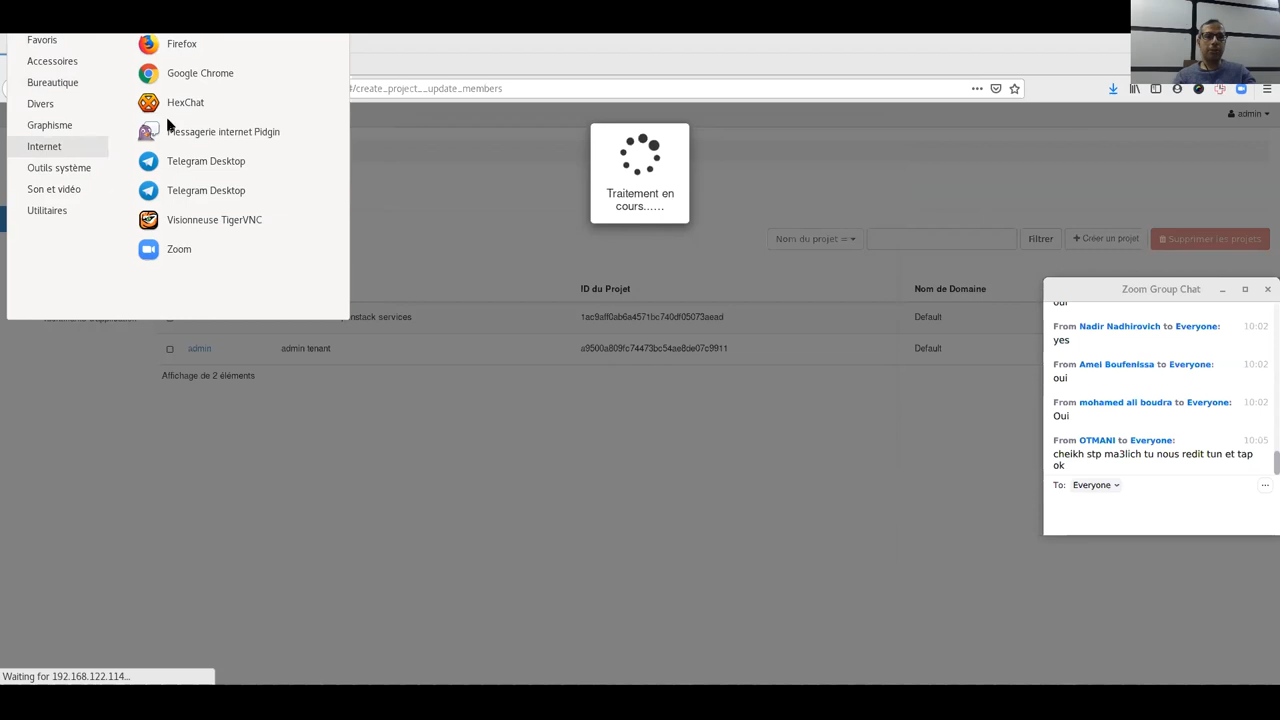 Favoris
Firefox
Accessoires
Google Chrome
Bureautique
#/create_project__update_members
Divers
HexChat
admin
Graphisme
Messagerie internet Pidgin
Internet
Telegram Desktop
Outils système
Telegram Desktop
Son et vidéo
Traitement en
cours......
Utilitaires
Visionneuse TigerVNC
Zoom
Nom du projet =
Filtrer
+ Créer un projet
Supprimer les projets
ID du Projet
Nom de Domaine
nstack services
1ac9aff0ab6a4571bc740df05073aead
Default
admin
admin tenant
a9500a809fc74473bc54ae8de07c9911
Default
Affichage de 2 éléments
Zoom Group Chat
oui
From Nadir Nadhirovich to Everyone: 10:02
yes
From Amei Boufenissa to Everyone: 10:02
oui
From mohamed ali boudra to Everyone: 10:02
Oui
From OTMANI to Everyone: 10:05
cheikh stp ma3lich tu nous redit tun et tap
ok
To: Everyone
Waiting for 192.168.122.114...